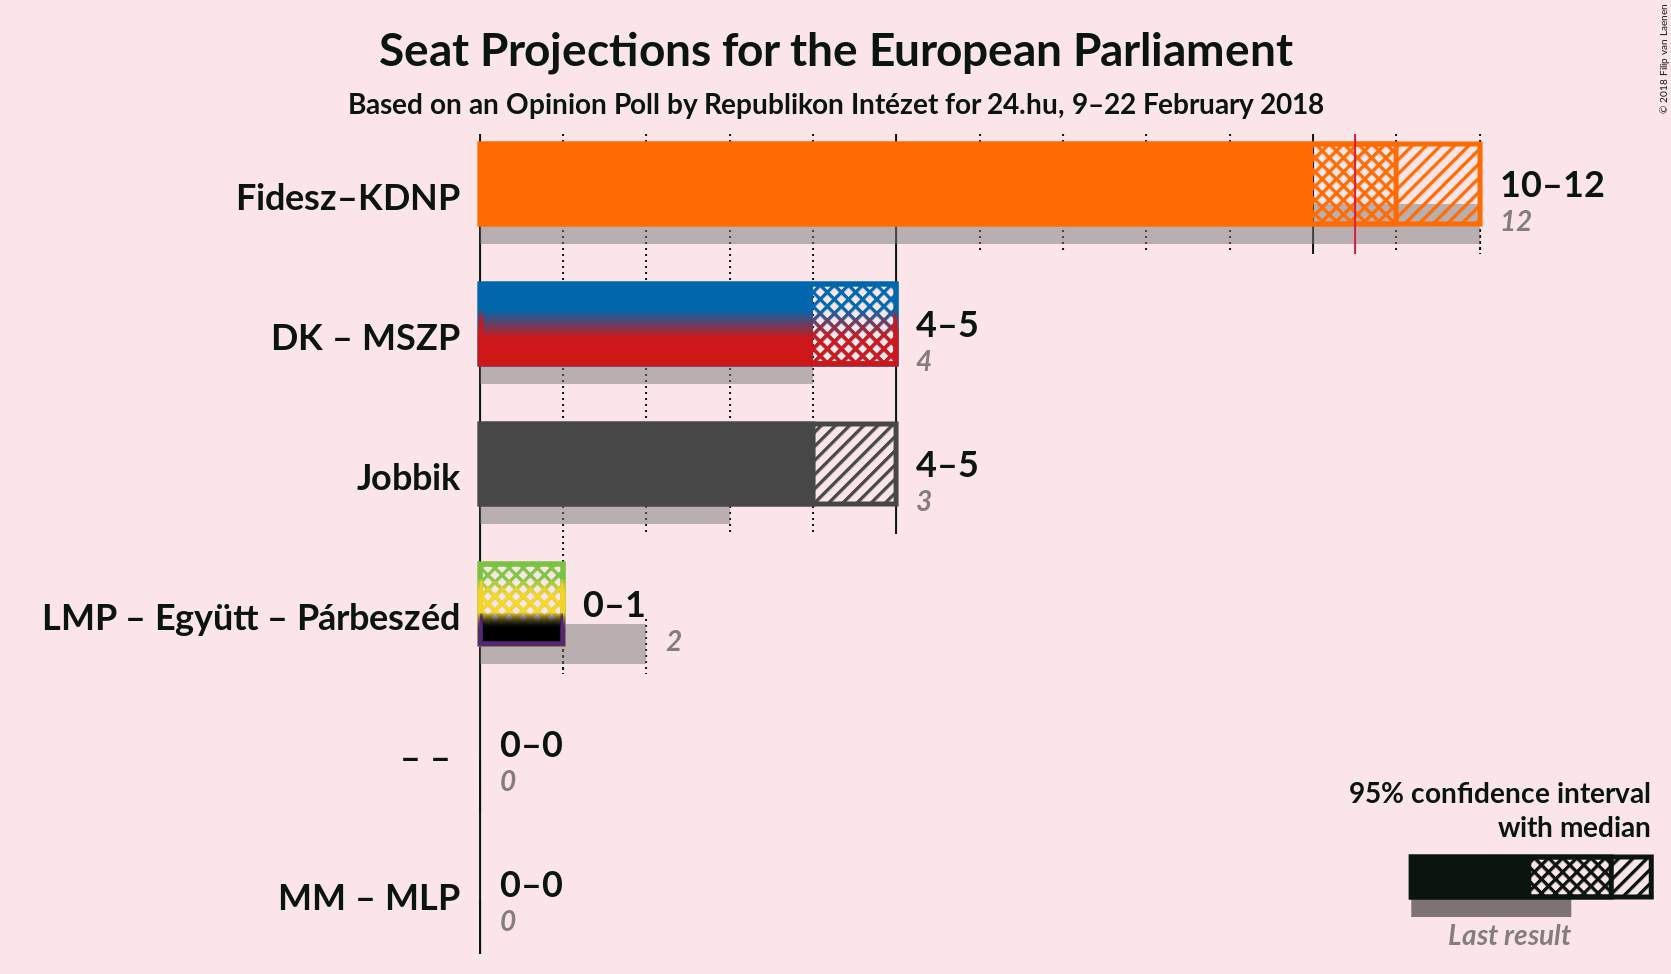 Seat Projections for the European Parliament
Based on an Opinion Poll by Republikon Intézet for 24.hu, 9–22 February 2018
© 2018 Filip van Laenen
Fidesz–KDNP
10–12
12
DK – MSZP
4–5
4
Jobbik
4–5
3
LMP – Együtt – Párbeszéd
0–1
2
– –
0–0
0
MM – MLP
0–0
0
95% confidence interval
with median
Last result